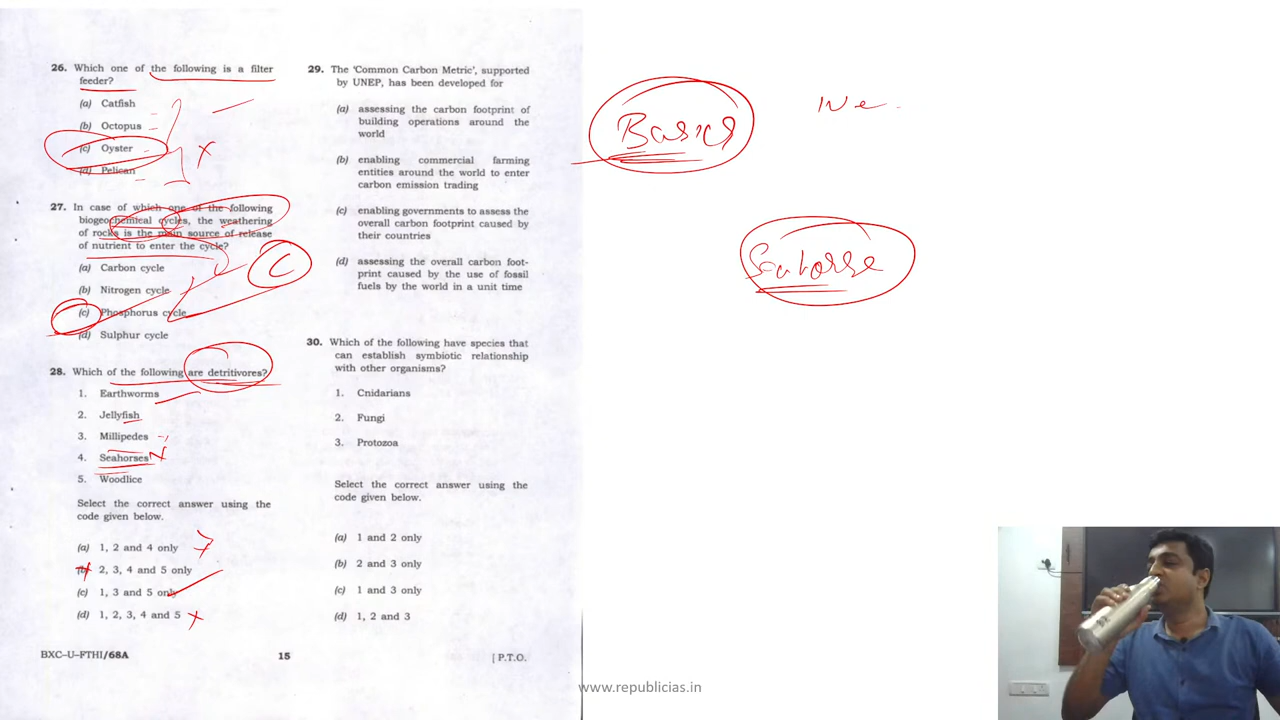 26. Which one of the following is a filter
feeder?
(a) Catfish
(b) Octopus
(c) Oyster
(d) Pelican
27. In case of which one of the following
biogeochemical cycles, the weathering
of rocks is the main source of release
of nutrient to enter the cycle?
(a) Carbon cycle
(b) Nitrogen cycle
(c) Phosphorus cycle
(d) Sulphur cycle
28. Which of the following are detritivores?
1. Earthworms
2. Jellyfish
3. Millipedes
4. Seahorses
5. Woodlice
Select the correct answer using the
code given below.
(a) 1, 2 and 4 only
(b) 2, 3, 4 and 5 only
(c) 1, 3 and 5 only
(d) 1, 2, 3, 4 and 5
BXC-U-FTHI/68A
15
29. The ‘Common Carbon Metric’, supported
by UNEP, has been developed for
(a) assessing the carbon footprint of
building operations around the
world
(b) enabling commercial farming
entities around the world to enter
carbon emission trading
(c) enabling governments to assess the
overall carbon footprint caused by
their countries
(d) assessing the overall carbon foot-
print caused by the use of fossil
fuels by the world in a unit time
30. Which of the following have species that
can establish symbiotic relationship
with other organisms?
1. Cnidarians
2. Fungi
3. Protozoa
Select the correct answer using the
code given below.
(a) 1 and 2 only
(b) 2 and 3 only
(c) 1 and 3 only
(d) 1, 2 and 3
[ P.T.O.
C
Basics
Seahorse
www.republicias.in